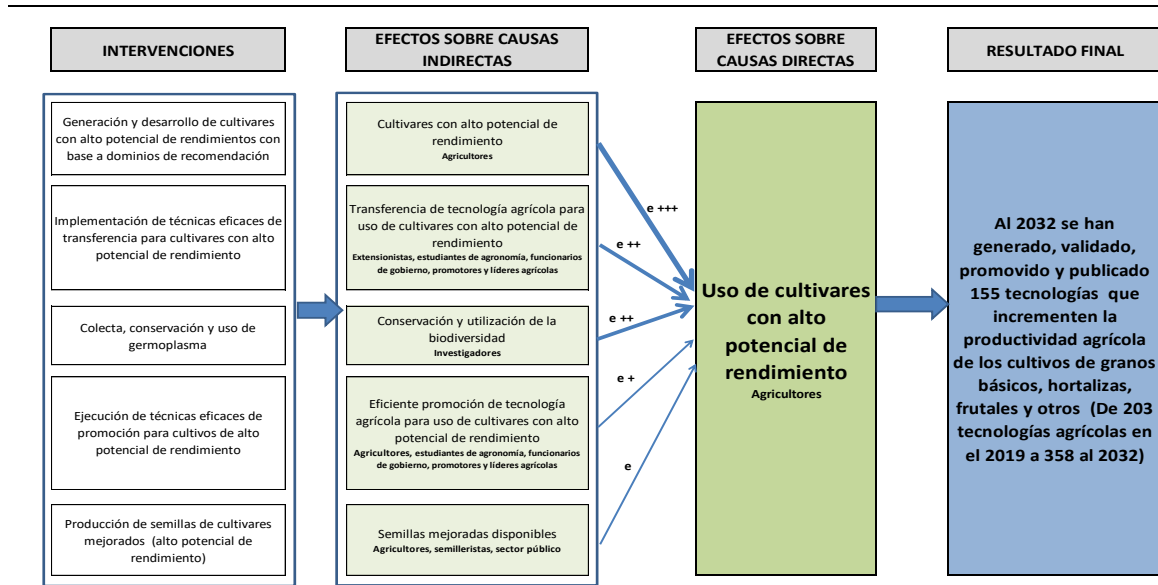 INTERVENCIONES
EFECTOS SOBRE CAUSAS
INDIRECTAS
EFECTOS SOBRE
CAUSAS DIRECTAS
RESULTADO FINAL
Generación y desarrollo de cultivares
con alto potencial de rendimientos con
base a dominios de recomendación
Implementación de técnicas eficaces de
transferencia para cultivares con alto
potencial de rendimiento
Colecta, conservación y uso de
germoplasma
Ejecución de técnicas eficaces de
promoción para cultivos de alto
potencial de rendimiento
Producción de semillas de cultivares
mejorados (alto potencial de
rendimiento)
Cultivares con alto potencial de
rendimiento
Agricultores
Transferencia de tecnología agrícola para
uso de cultivares con alto potencial de
rendimiento
Extensionistas, estudiantes de agronomía, funcionarios
de gobierno, promotores y líderes agrícolas
Conservación y utilización de la
biodiversidad
Investigadores
Eficiente promoción de tecnología
agrícola para uso de cultivares con alto
potencial de rendimiento
Agricultores, estudiantes de agronomía, funcionarios
de gobierno, promotores y líderes agrícolas
Semillas mejoradas disponibles
Agricultores, semilleristas, sector público
e +++
e ++
e ++
e +
e
Uso de cultivares
con alto
potencial de
rendimiento
Agricultores
Al 2032 se han
generado, validado,
promovido y publicado
155 tecnologías que
incrementen la
productividad agrícola
de los cultivos de granos
básicos, hortalizas,
frutales y otros (De 203
tecnologías agrícolas en
el 2019 a 358 al 2032)